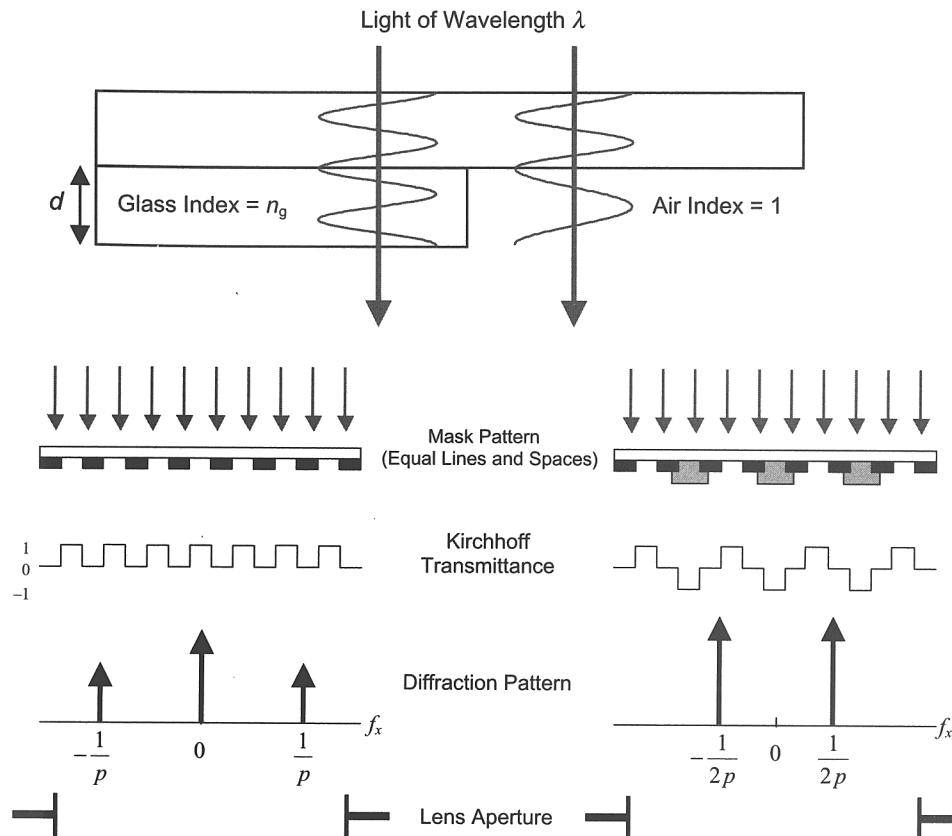 Light of Wavelength λ
d
Glass Index = n_g
Air Index = 1
Mask Pattern
(Equal Lines and Spaces)
1
0
−1
Kirchhoff
Transmittance
Diffraction Pattern
f_x
f_x
−1/p
0
1/p
−1/2p
0
1/2p
Lens Aperture